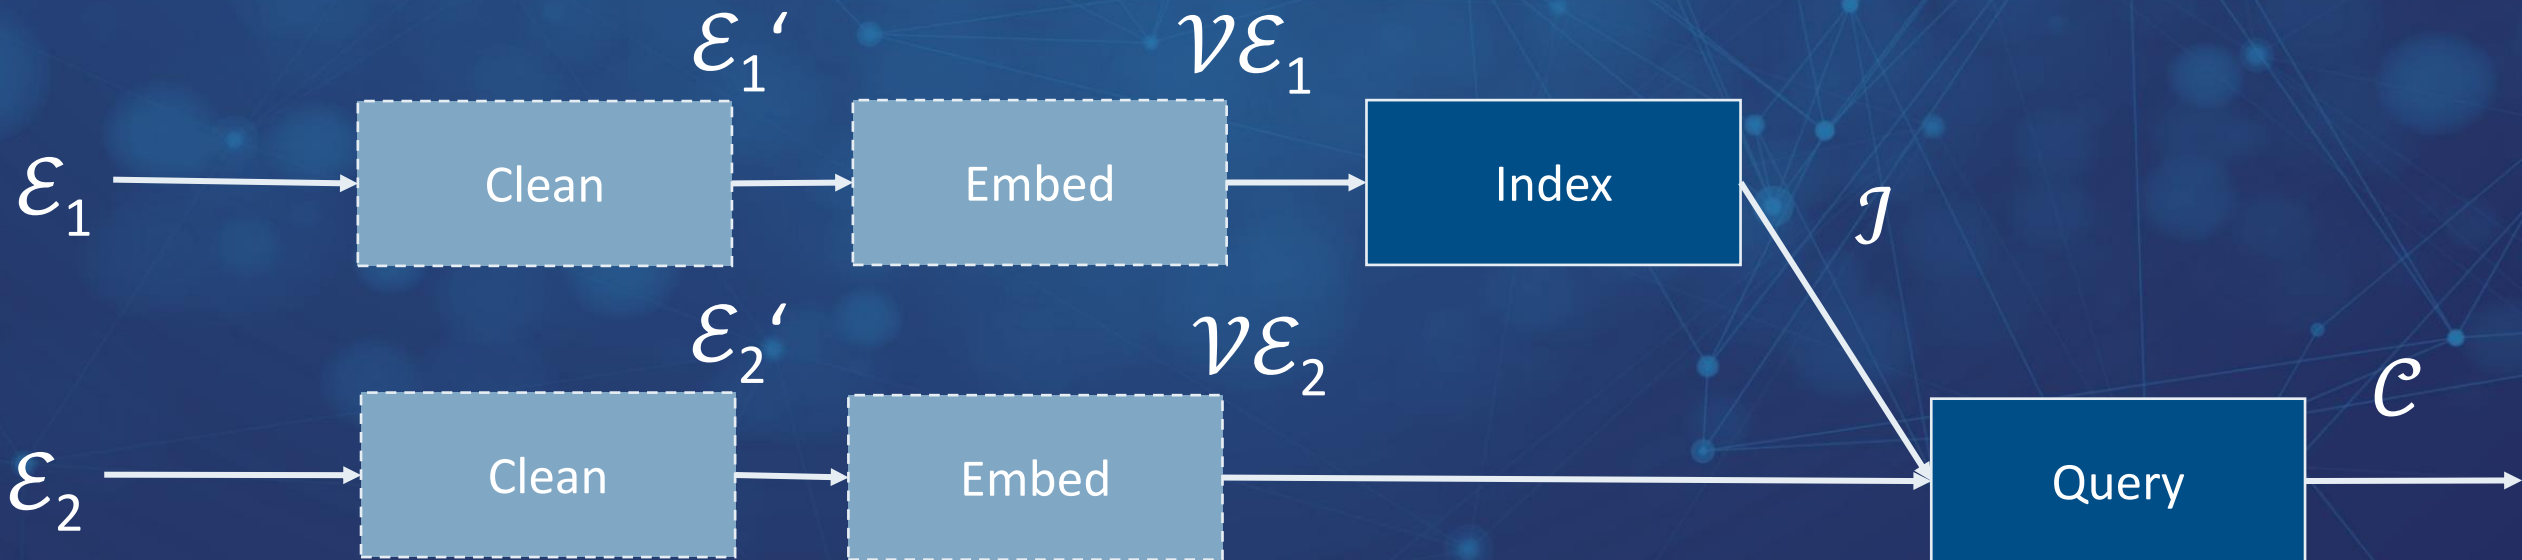 ℰ₁‘
𝒱ℰ₁
ℰ₁
Clean
Embed
Index
ℐ
ℰ₂‘
𝒱ℰ₂
𝒞
ℰ₂
Clean
Embed
Query